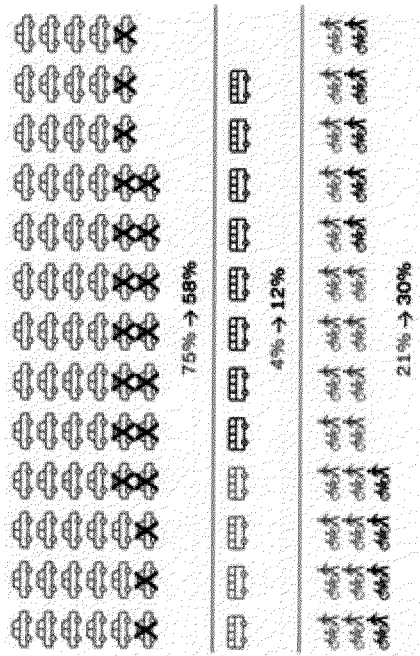 75% → 58%
4% → 12%
21% → 30%